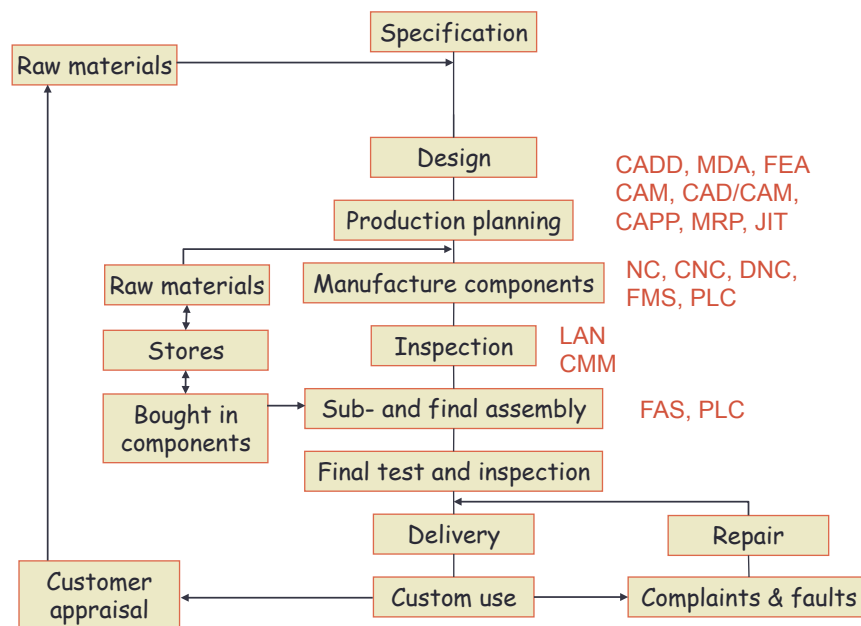 Specification
Raw materials
Design
CADD, MDA, FEA
CAM, CAD/CAM,
CAPP, MRP, JIT
Production planning
Raw materials
Manufacture components
NC, CNC, DNC,
FMS, PLC
Stores
Inspection
LAN
CMM
Bought in
components
Sub- and final assembly
FAS, PLC
Final test and inspection
Delivery
Repair
Customer
appraisal
Custom use
Complaints & faults